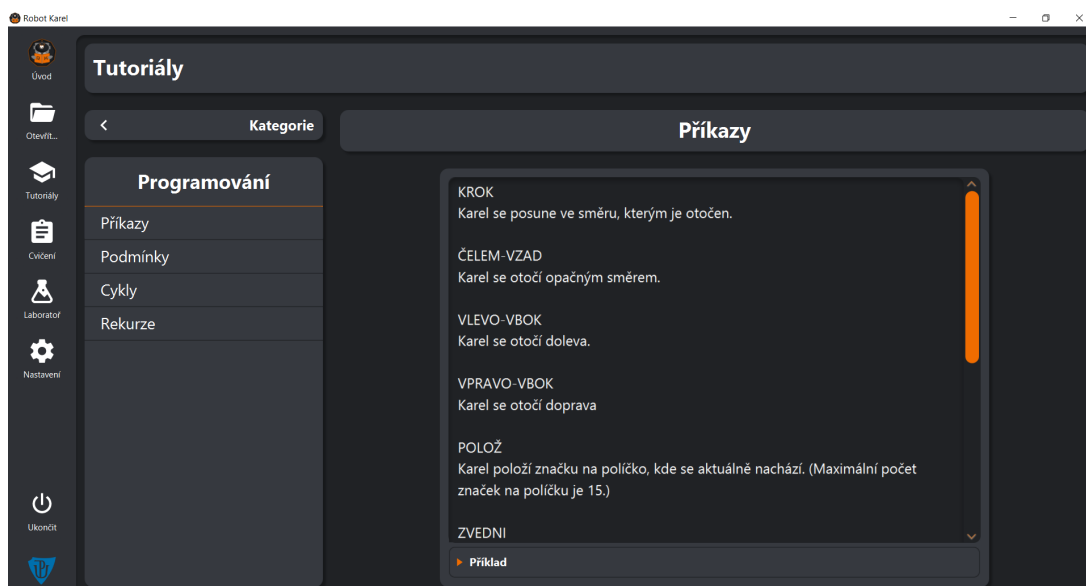 Robot Karel
Úvod
Otevřít...
Tutoriály
Cvičení
Laboratoř
Nastavení
Ukončit
Tutoriály
Kategorie
Programování
Příkazy
Podmínky
Cykly
Rekurze
Příkazy
KROK
Karel se posune ve směru, kterým je otočen.
ČELEM-VZAD
Karel se otočí opačným směrem.
VLEVO-VBOK
Karel se otočí doleva.
VPRAVO-VBOK
Karel se otočí doprava
POLOŽ
Karel položí značku na políčko, kde se aktuálně nachází. (Maximální počet
značek na políčku je 15.)
ZVEDNI
Příklad